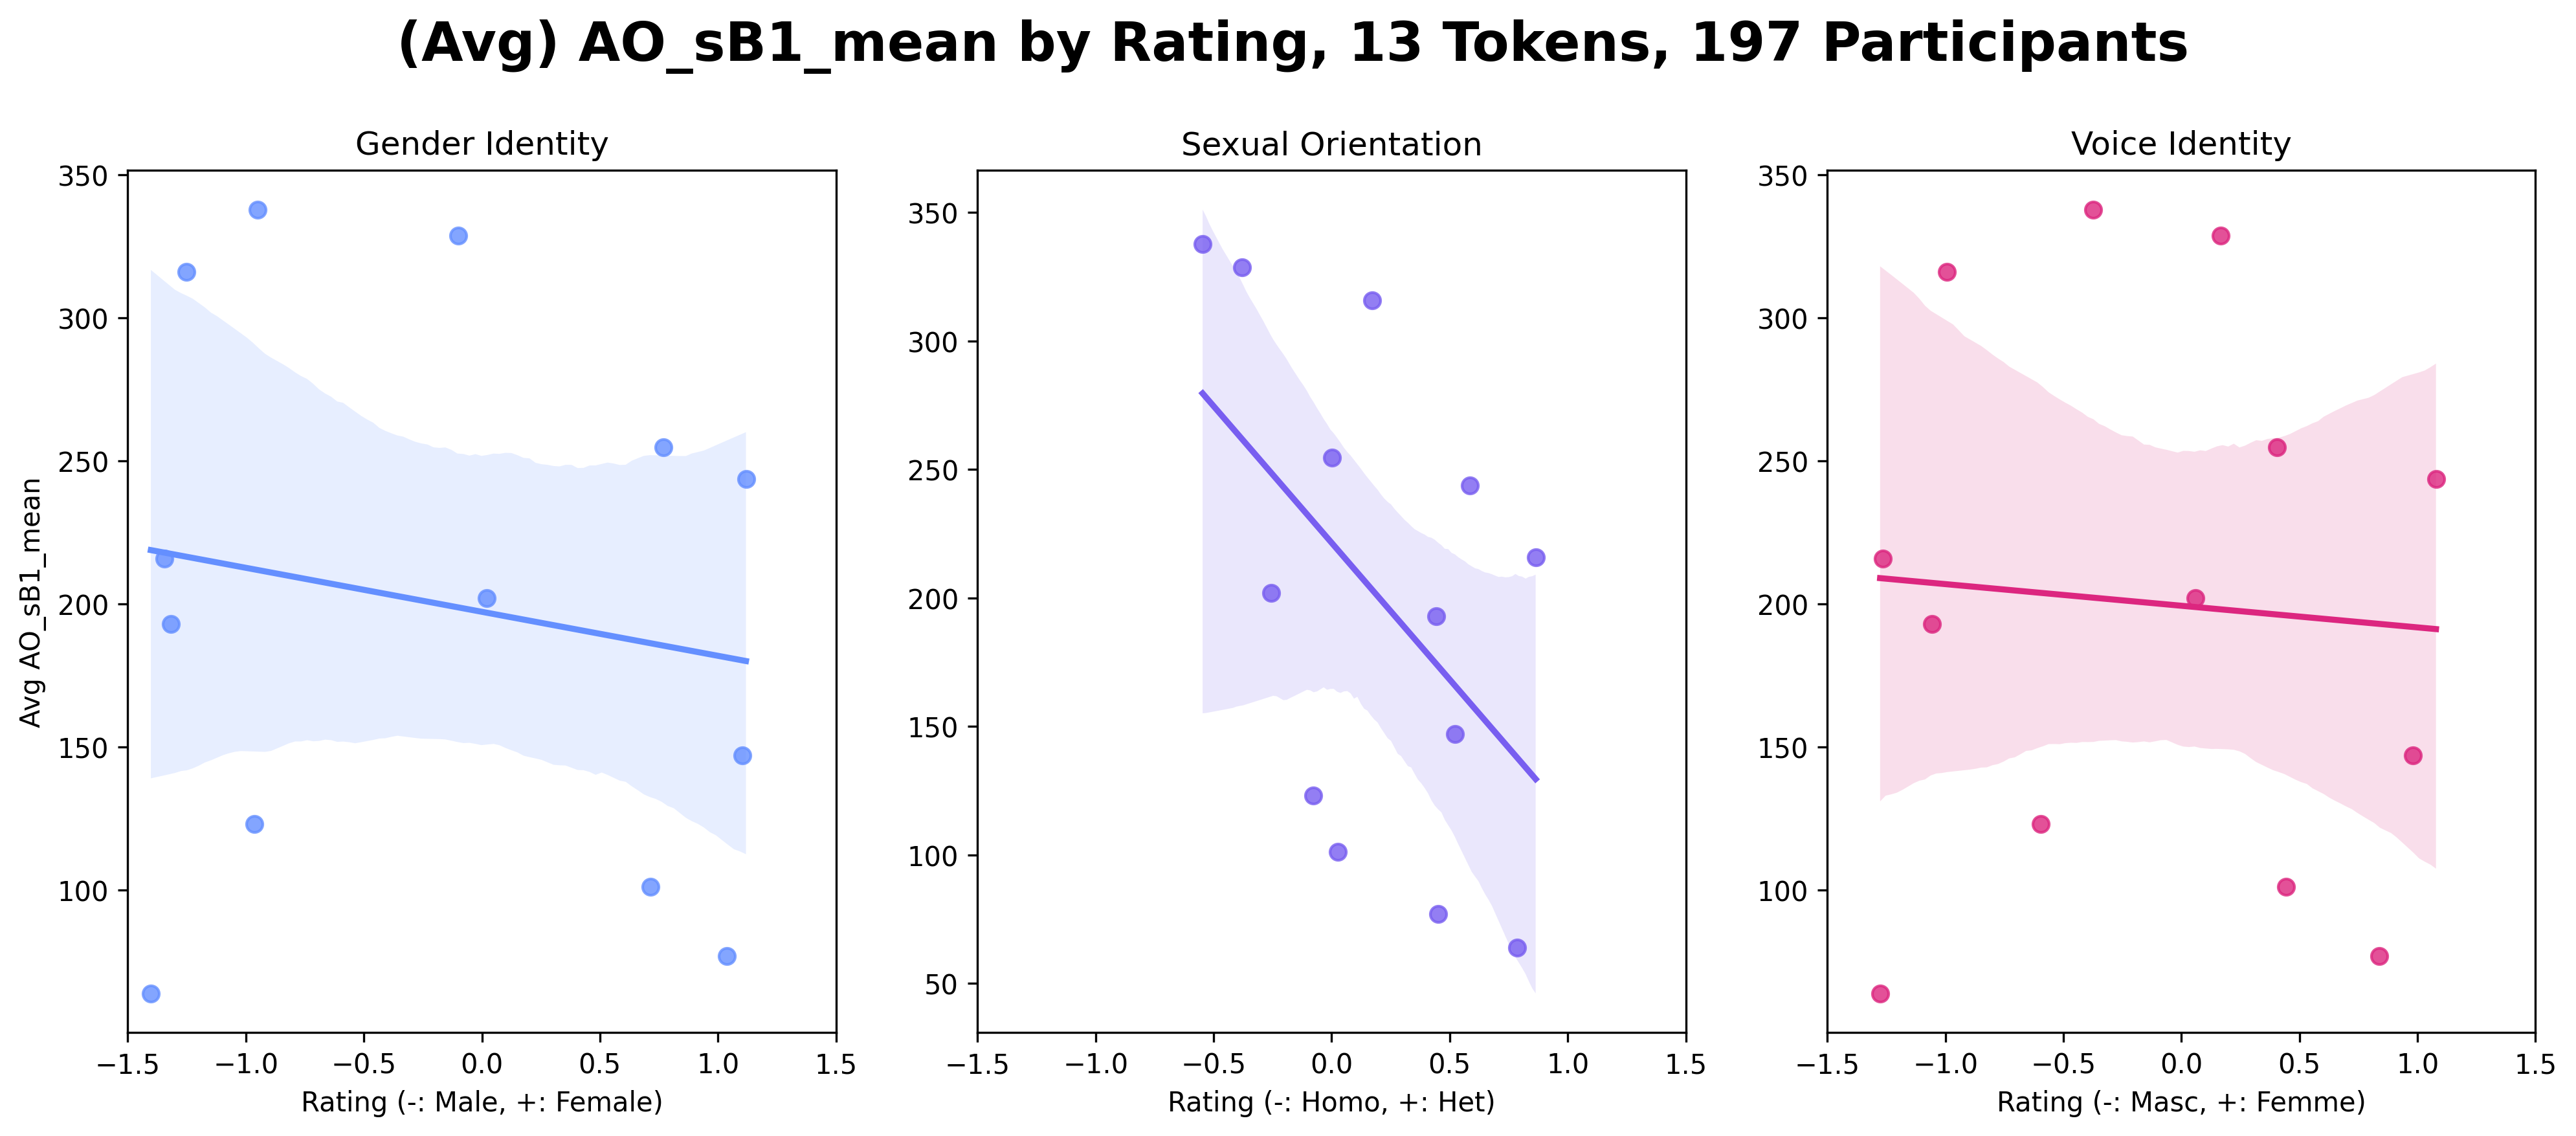 (Avg) AO_sB1_mean by Rating, 13 Tokens, 197 Participants
Gender Identity
350
300
250
200
150
100
Avg AO_sB1_mean
−1.5 −1.0 −0.5 0.0 0.5 1.0 1.5
Rating (-: Male, +: Female)
Sexual Orientation
350
300
250
200
150
100
50
−1.5 −1.0 −0.5 0.0 0.5 1.0 1.5
Rating (-: Homo, +: Het)
Voice Identity
350
300
250
200
150
100
−1.5 −1.0 −0.5 0.0 0.5 1.0 1.5
Rating (-: Masc, +: Femme)